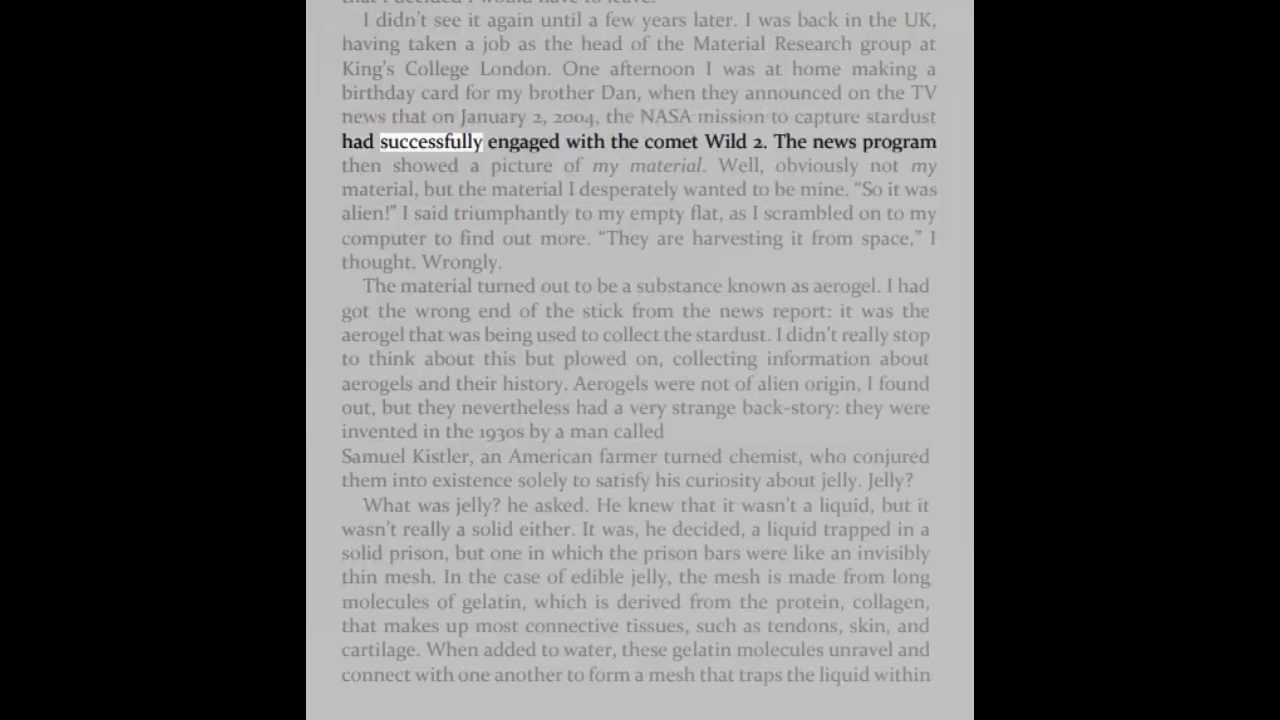 that I decided I would have to leave.
I didn't see it again until a few years later. I was back in the UK,
having taken a job as the head of the Material Research group at
King's College London. One afternoon I was at home making a
birthday card for my brother Dan, when they announced on the TV
news that on January 2, 2004, the NASA mission to capture stardust
had successfully engaged with the comet Wild 2. The news program
then showed a picture of my material. Well, obviously not my
material, but the material I desperately wanted to be mine. “So it was
alien!” I said triumphantly to my empty flat, as I scrambled on to my
computer to find out more. “They are harvesting it from space,” I
thought. Wrongly.
The material turned out to be a substance known as aerogel. I had
got the wrong end of the stick from the news report: it was the
aerogel that was being used to collect the stardust. I didn't really stop
to think about this but plowed on, collecting information about
aerogels and their history. Aerogels were not of alien origin, I found
out, but they nevertheless had a very strange back-story: they were
invented in the 1930s by a man called
Samuel Kistler, an American farmer turned chemist, who conjured
them into existence solely to satisfy his curiosity about jelly. Jelly?
What was jelly? he asked. He knew that it wasn't a liquid, but it
wasn't really a solid either. It was, he decided, a liquid trapped in a
solid prison, but one in which the prison bars were like an invisibly
thin mesh. In the case of edible jelly, the mesh is made from long
molecules of gelatin, which is derived from the protein, collagen,
that makes up most connective tissues, such as tendons, skin, and
cartilage. When added to water, these gelatin molecules unravel and
connect with one another to form a mesh that traps the liquid within